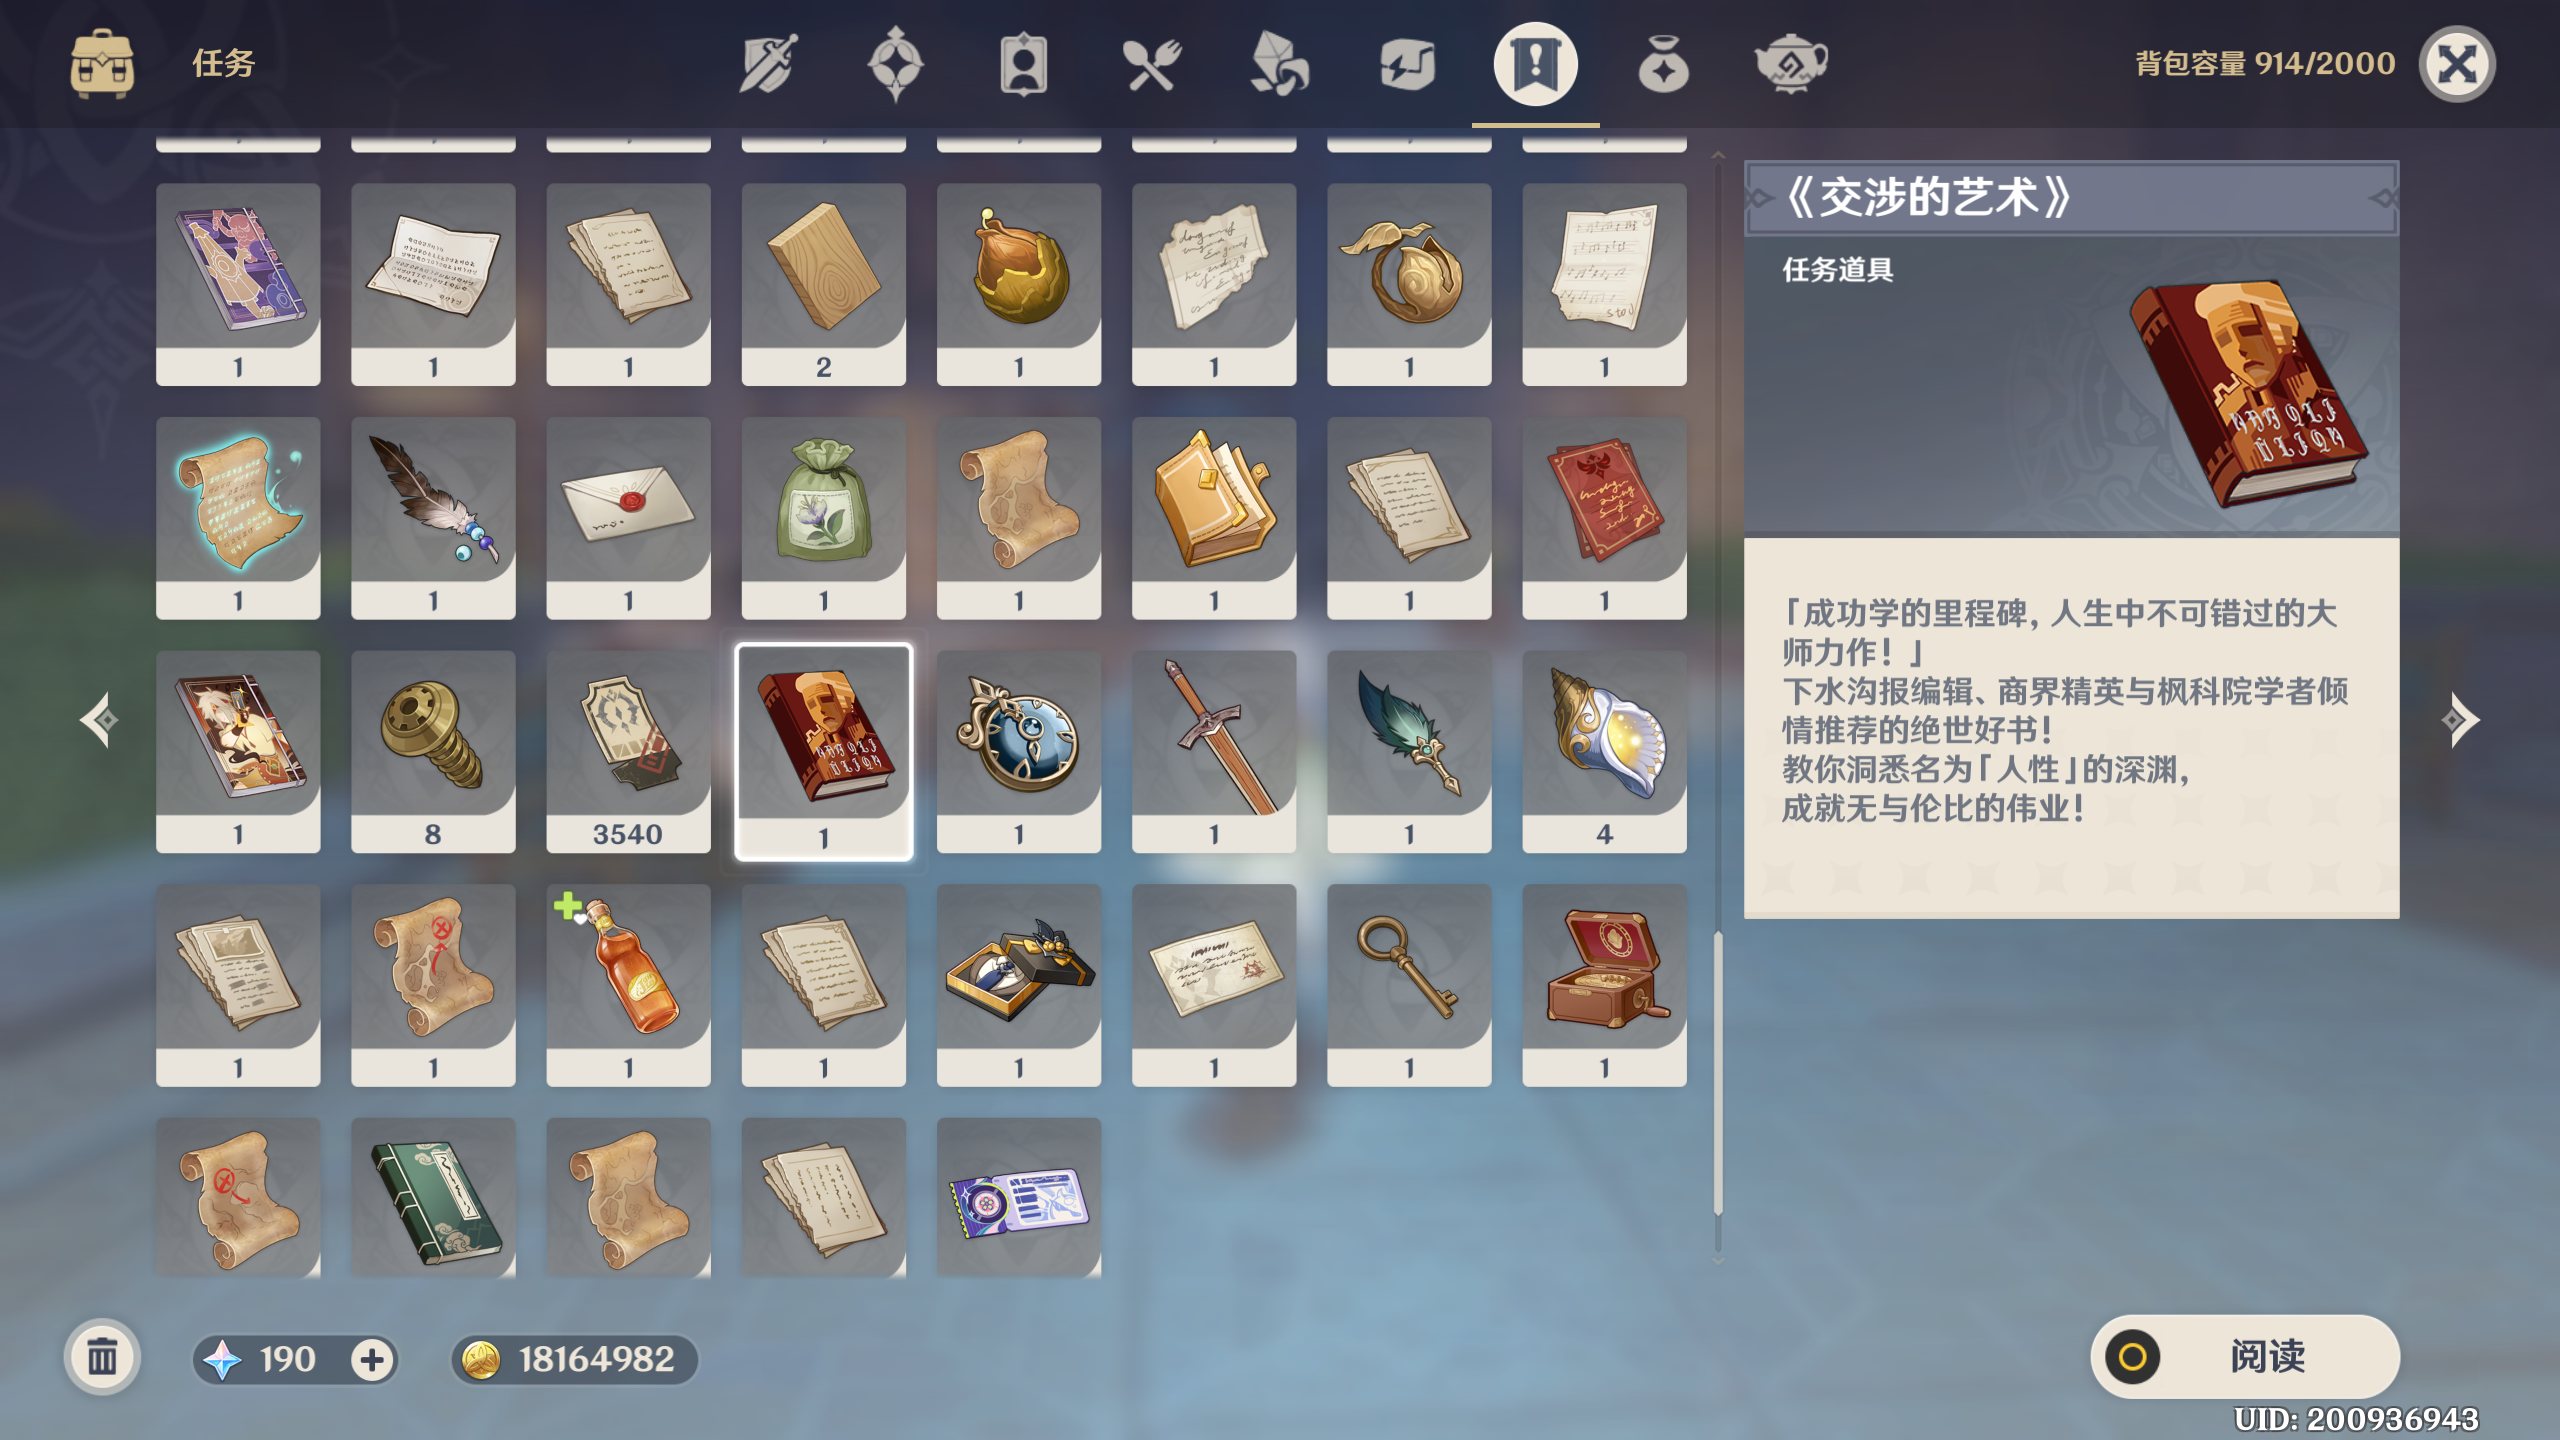 任务
背包容量 914/2000
《交涉的艺术》
任务道具
1
1
1
2
1
1
1
1
1
1
1
1
1
1
1
1
1
8
3540
1
1
1
1
4
1
1
1
1
1
1
1
1
「成功学的里程碑，人生中不可错过的大
师力作！」
下水沟报编辑、商界精英与枫科院学者倾
情推荐的绝世好书！
教你洞悉名为「人性」的深渊，
成就无与伦比的伟业！
190
18164982
阅读
UID: 200936943